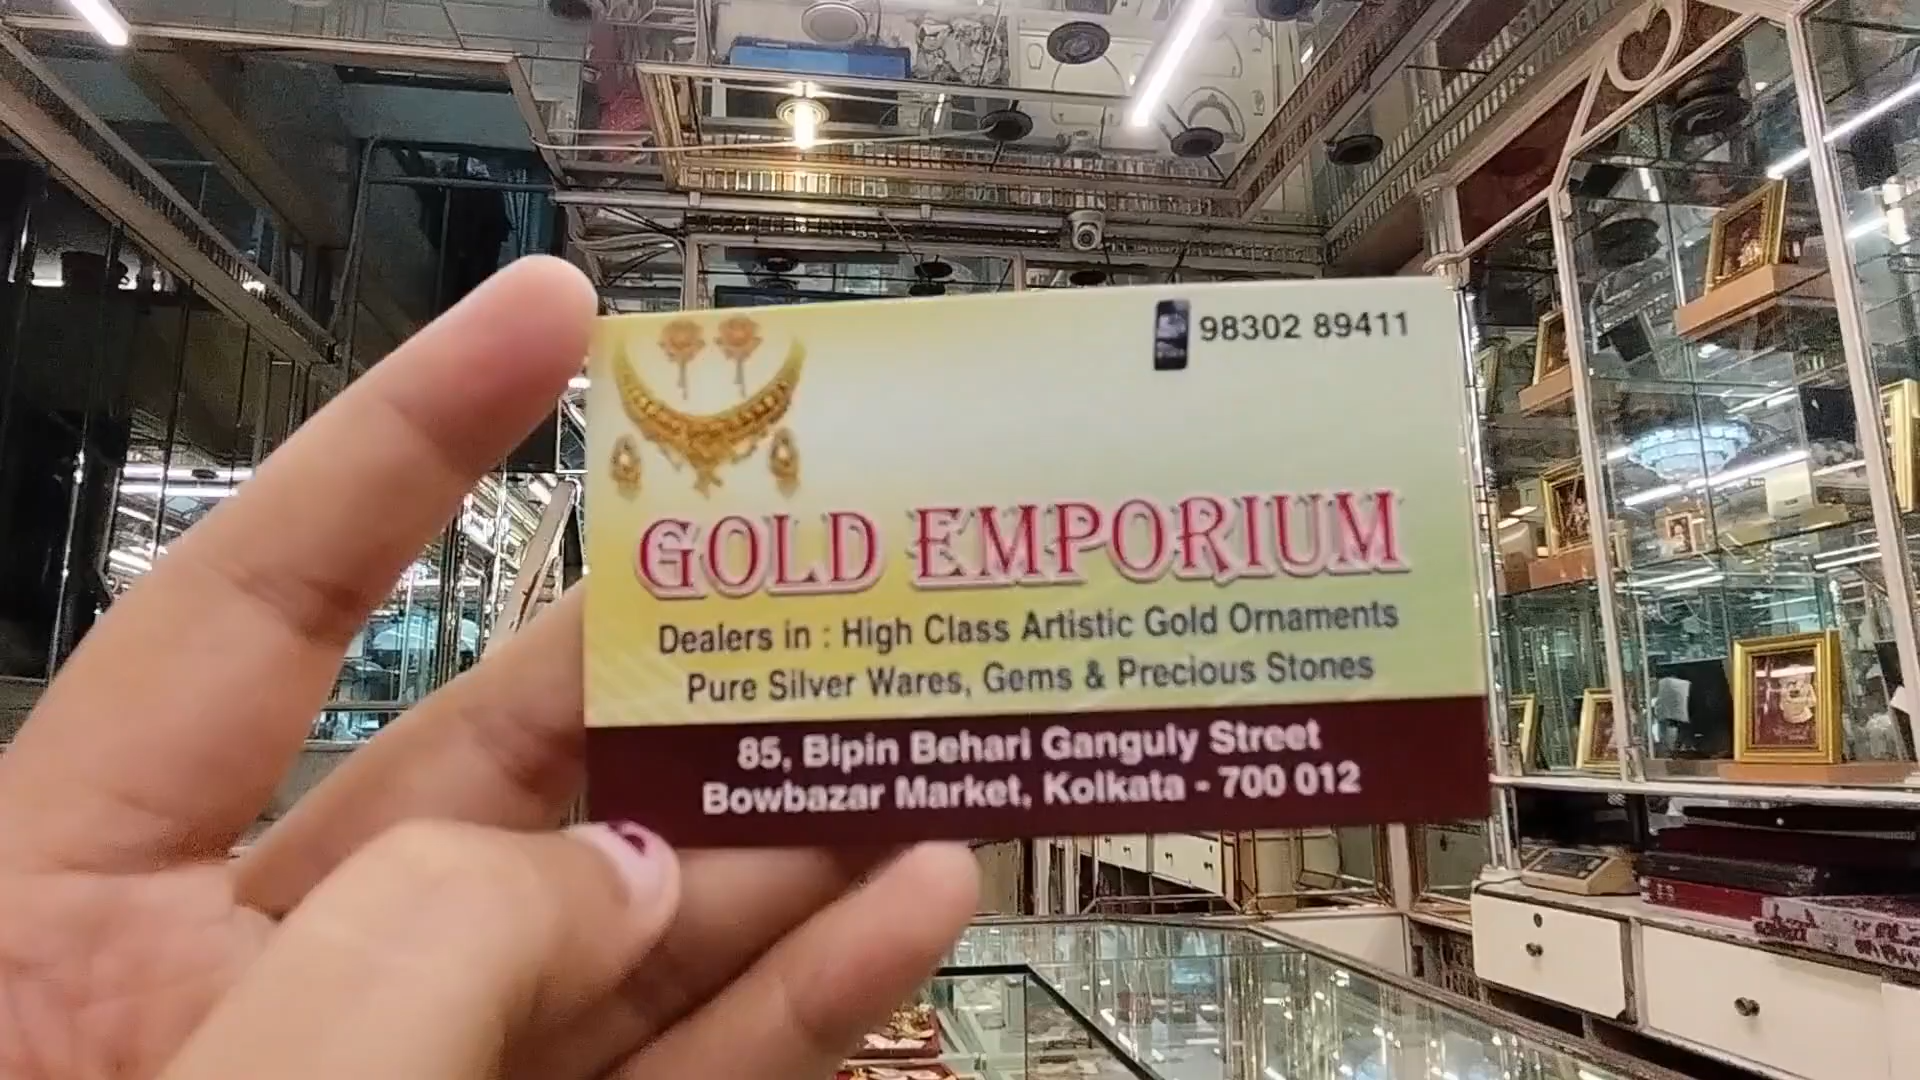 98302 89411
GOLD EMPORIUM
Dealers in : High Class Artistic Gold Ornaments
Pure Silver Wares, Gems & Precious Stones
85, Bipin Behari Ganguly Street
Bowbazar Market, Kolkata - 700 012